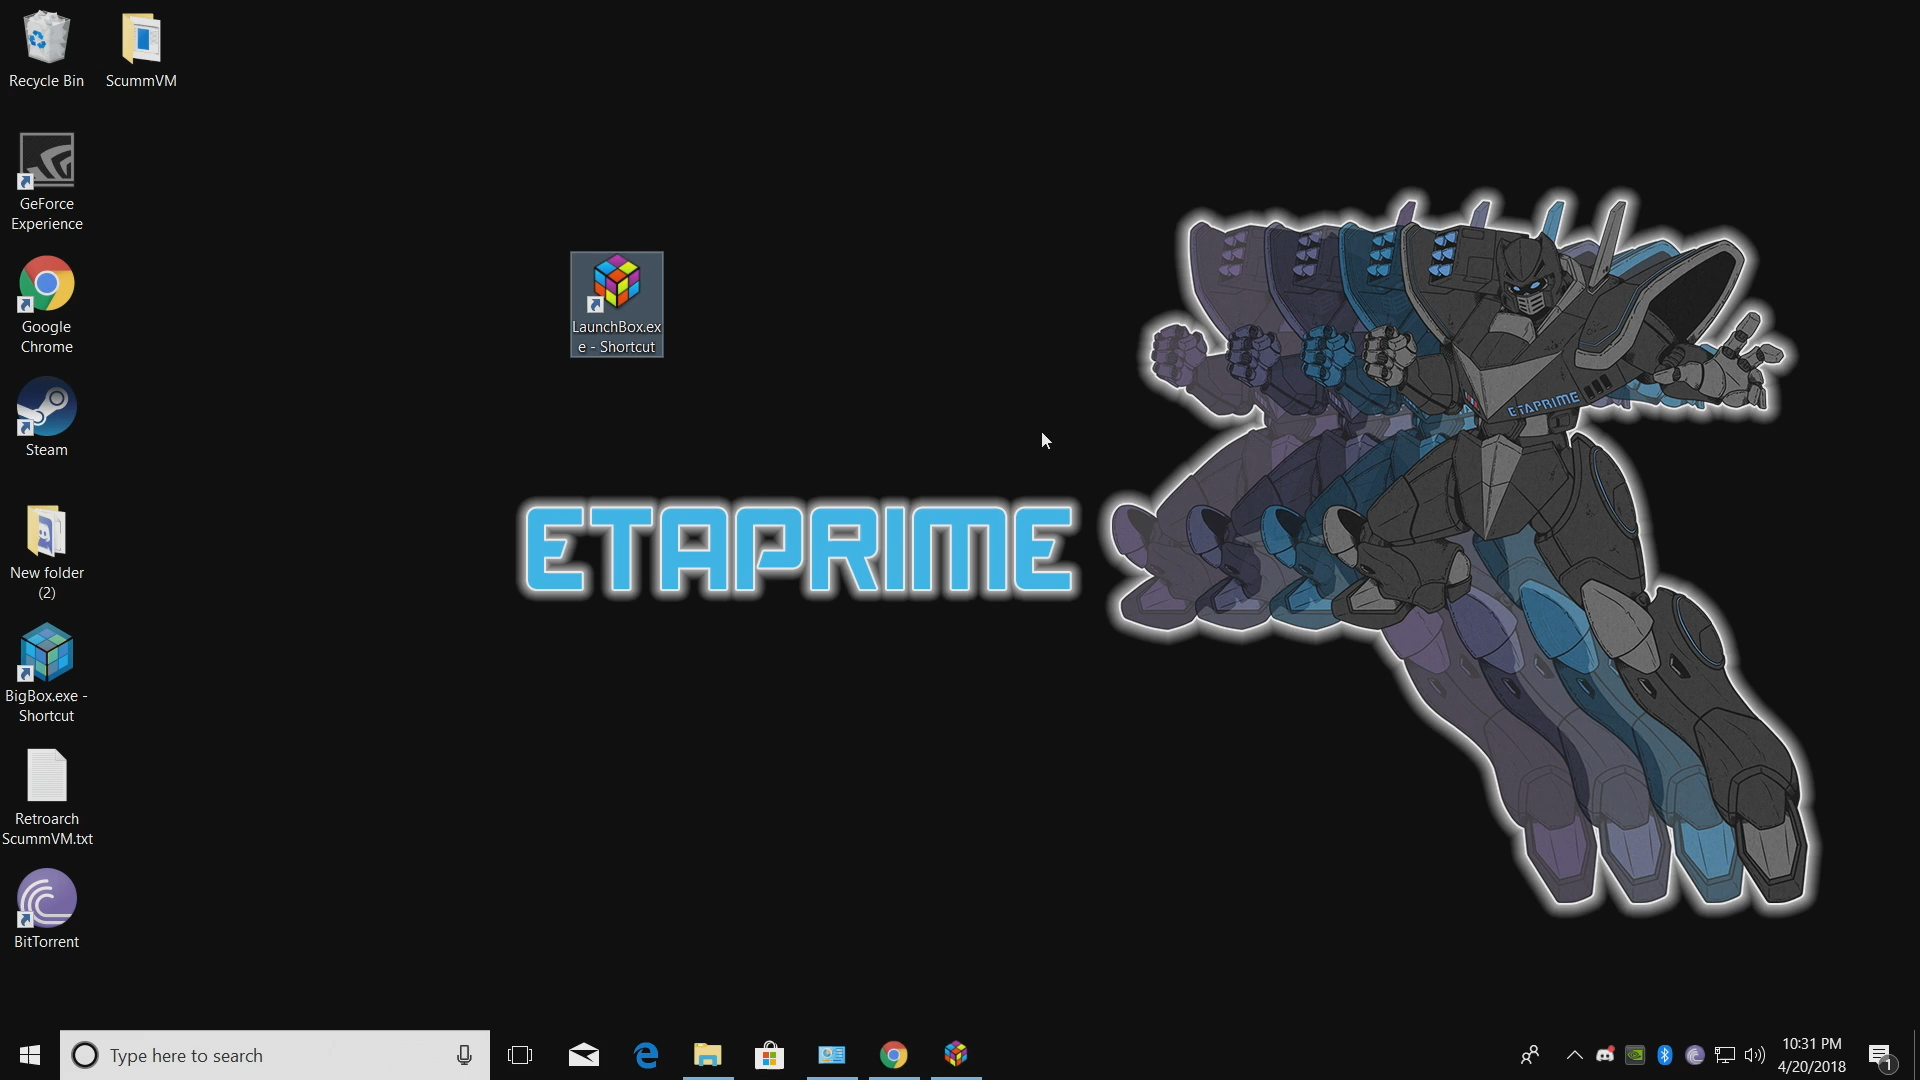 Recycle Bin
ScummVM
GeForce
Experience
Google
Chrome
LaunchBox.ex
e - Shortcut
Steam
ETAPRIME
ETAPRIME
New folder
(2)
BigBox.exe -
Shortcut
Retroarch
ScummVM.txt
BitTorrent
Type here to search
10:31 PM
4/20/2018
1